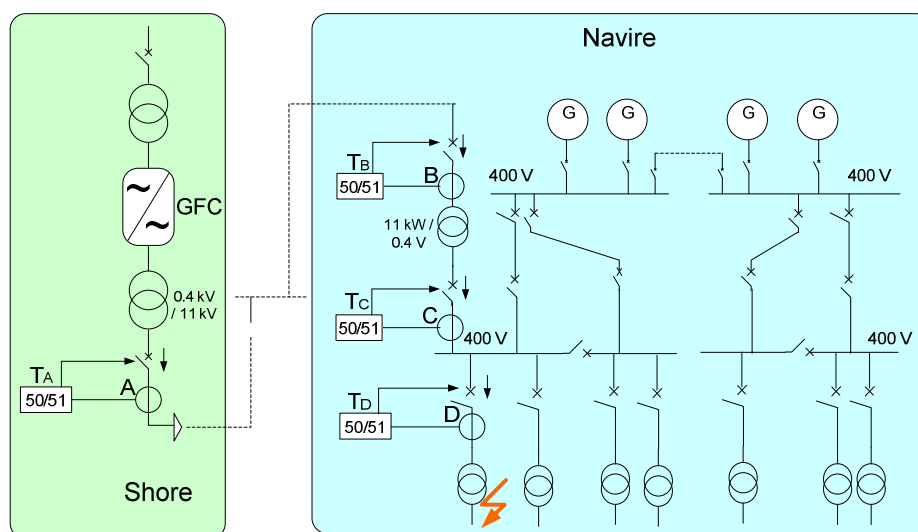 Navire
G
G
G
G
TB
50/51
B
400 V
400 V
GFC
11 kW /
0.4 V
0.4 kV
/ 11 kV
TC
50/51
C
400 V
400 V
TA
50/51
A
TD
50/51
D
Shore